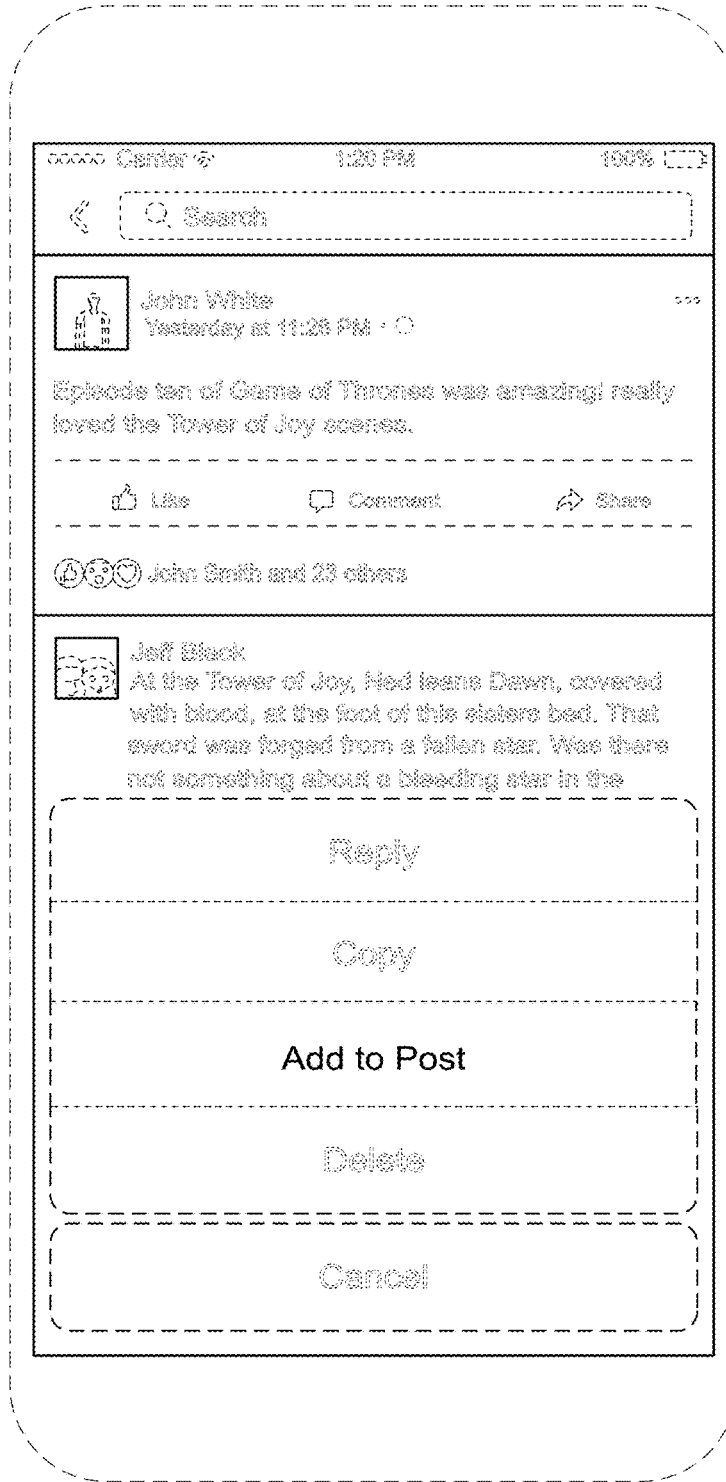 ooooo Carrier 1:20 PM 100%
Search
John White
Yesterday at 11:26 PM ·
Episode ten of Game of Thrones was amazing! really
loved the Tower of Joy scenes.
Like Comment Share
John Smith and 23 others
Jeff Black
At the Tower of Joy, Ned leans Dawn, covered
with blood, at the foot of this sisters bed. That
sword was forged from a fallen star. Was there
not something about a bleeding star in the
Reply
Copy
Add to Post
Delete
Cancel